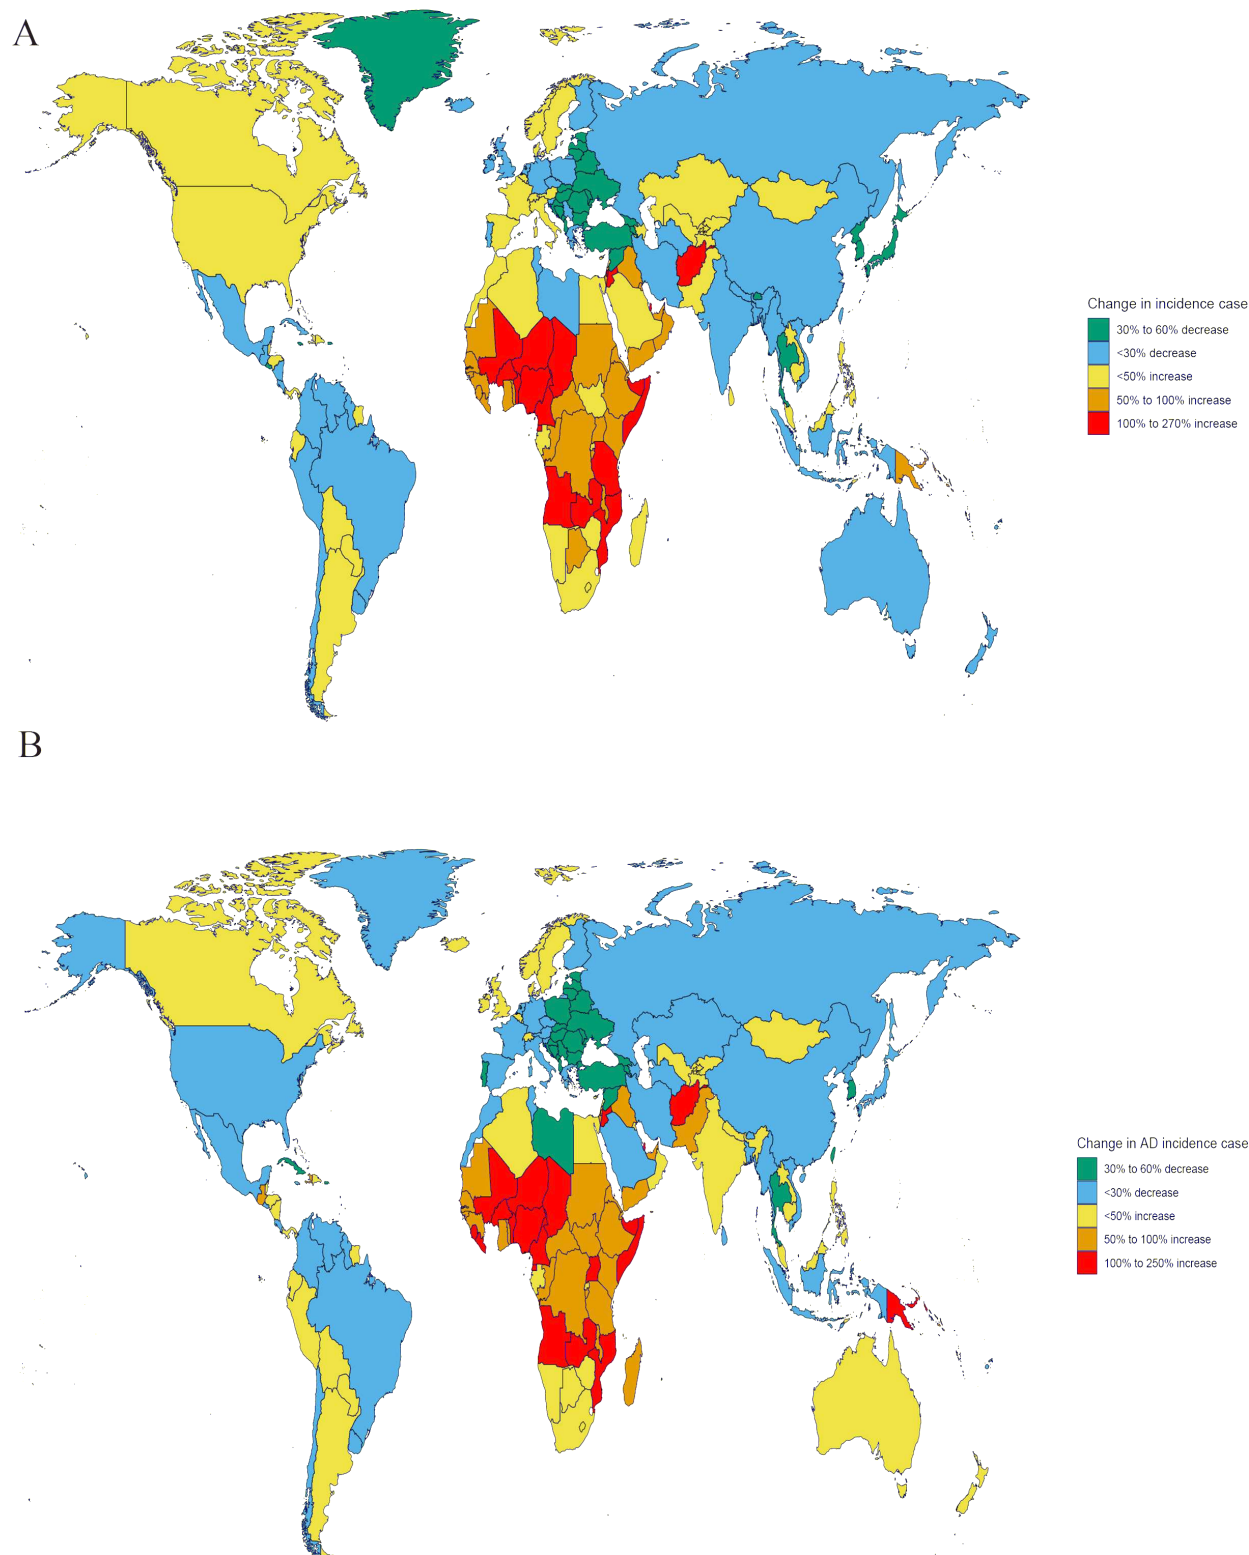 A
Change in incidence case
30% to 60% decrease
<30% decrease
<50% increase
50% to 100% increase
100% to 270% increase
B
Change in AD incidence case
30% to 60% decrease
<30% decrease
<50% increase
50% to 100% increase
100% to 250% increase